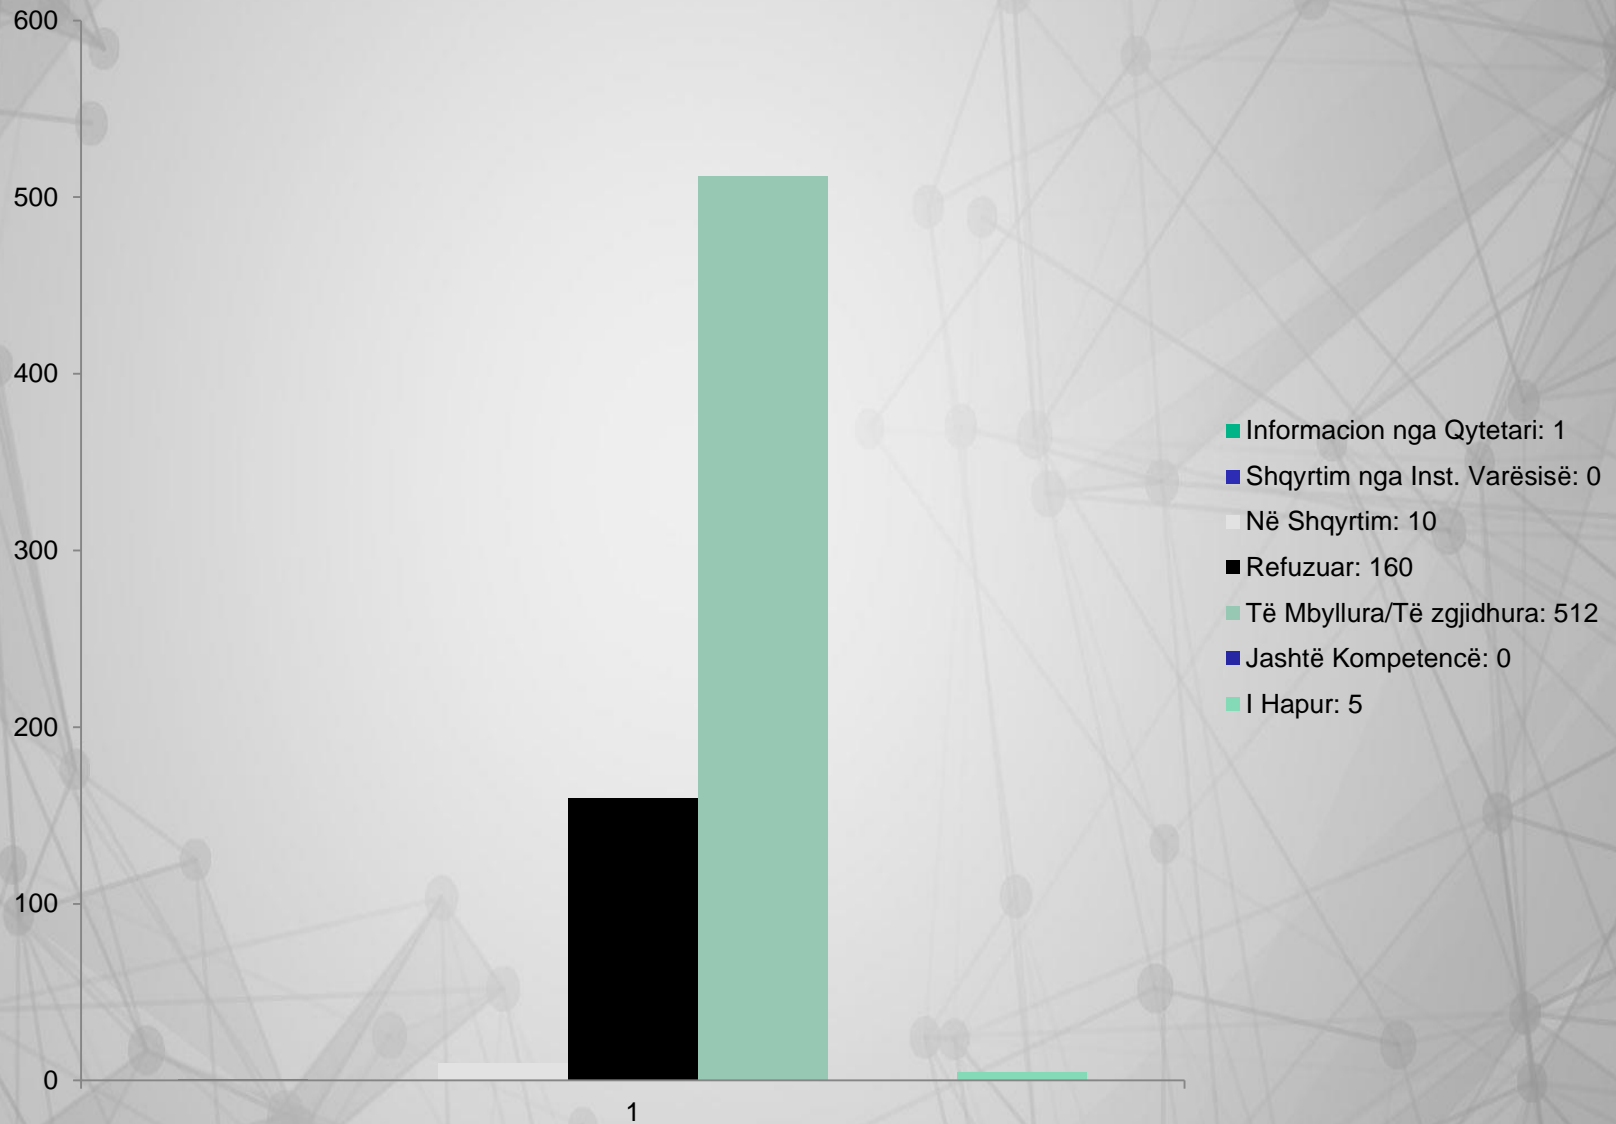 600
500
400
300
200
100
0
1
Informacion nga Qytetari: 1
Shqyrtim nga Inst. Varësisë: 0
Në Shqyrtim: 10
Refuzuar: 160
Të Mbyllura/Të zgjidhura: 512
Jashtë Kompetencë: 0
I Hapur: 5